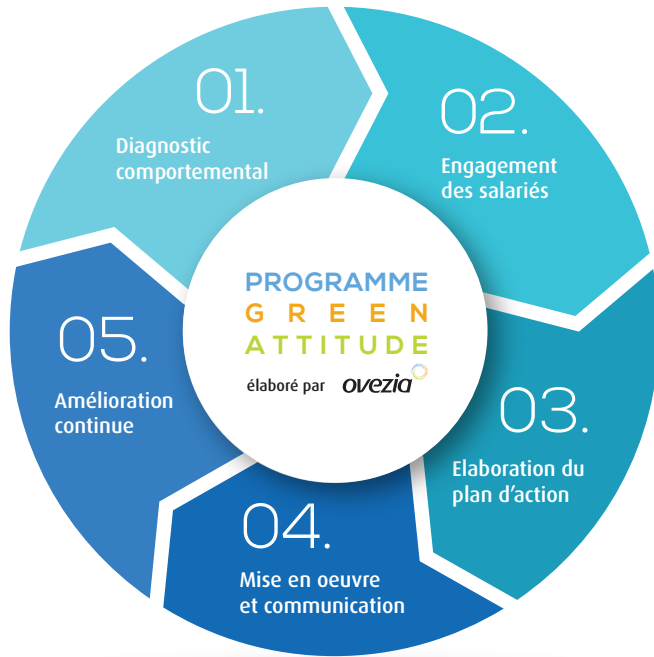 01.
Diagnostic
comportemental
02.
Engagement
des salariés
03.
Elaboration du
plan d’action
04.
Mise en oeuvre
et communication
05.
Amélioration
continue
PROGRAMME
GREEN
ATTITUDE
élaboré par ovezia